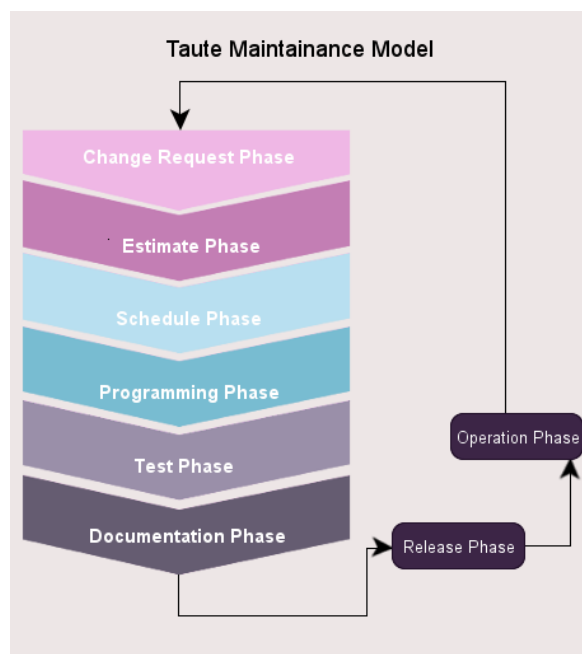 Taute Maintainance Model
Change Request Phase
Estimate Phase
Schedule Phase
Programming Phase
Test Phase
Documentation Phase
Operation Phase
Release Phase